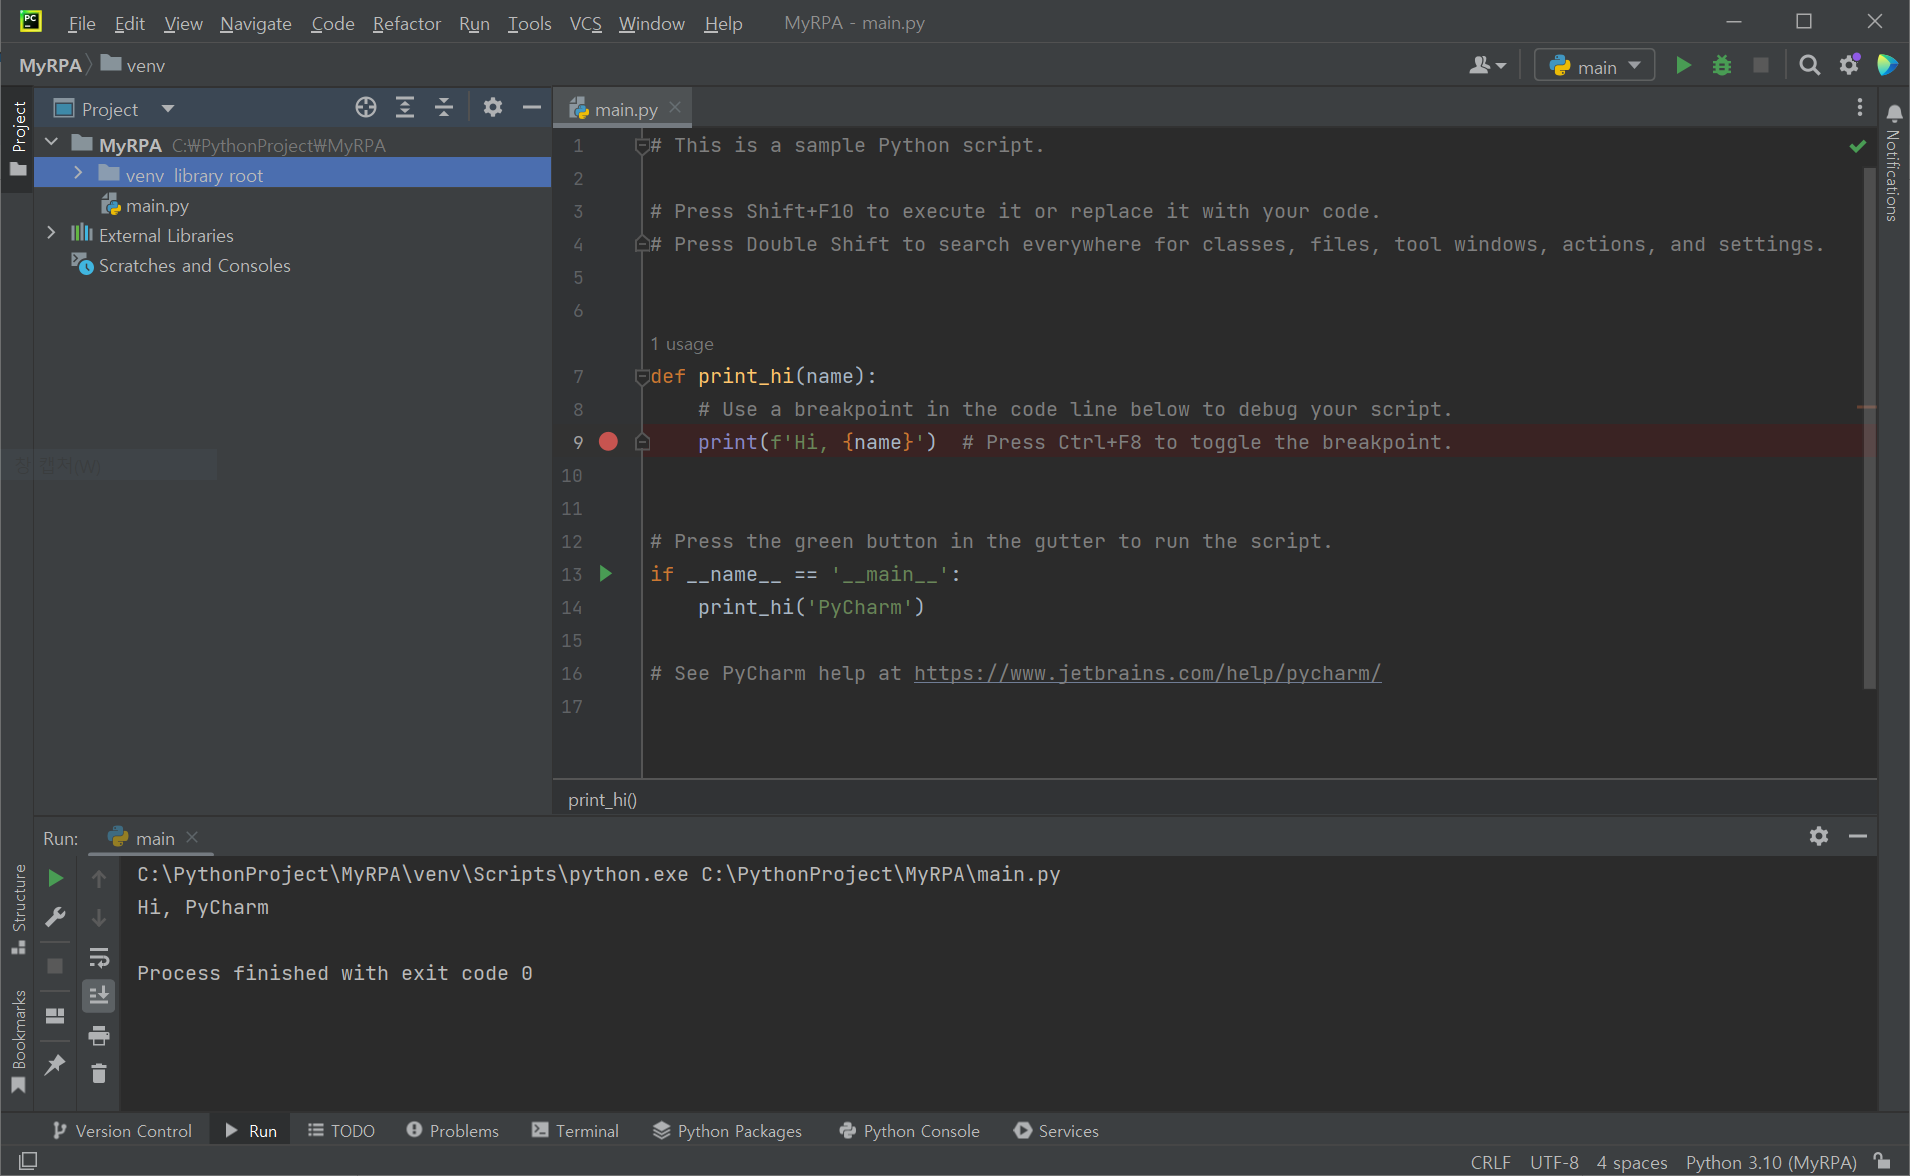 File Edit View Navigate Code Refactor Run Tools VCS Window Help MyRPA - main.py
MyRPA venv
main
Project
Project
main.py
Notifications
MyRPA C:₩PythonProject₩MyRPA
venv library root
main.py
External Libraries
Scratches and Consoles
1 # This is a sample Python script.
2
3 # Press Shift+F10 to execute it or replace it with your code.
4 # Press Double Shift to search everywhere for classes, files, tool windows, actions, and settings.
5
6
1 usage
7 def print_hi(name):
8 # Use a breakpoint in the code line below to debug your script.
9 print(f'Hi, {name}') # Press Ctrl+F8 to toggle the breakpoint.
10
11
12 # Press the green button in the gutter to run the script.
13 if __name__ == '__main__':
14 print_hi('PyCharm')
15
16 # See PyCharm help at https://www.jetbrains.com/help/pycharm/
17
print_hi()
Run: main
C:\PythonProject\MyRPA\venv\Scripts\python.exe C:\PythonProject\MyRPA\main.py
Hi, PyCharm
Process finished with exit code 0
Structure
Bookmarks
Version Control Run TODO Problems Terminal Python Packages Python Console Services
CRLF UTF-8 4 spaces Python 3.10 (MyRPA)